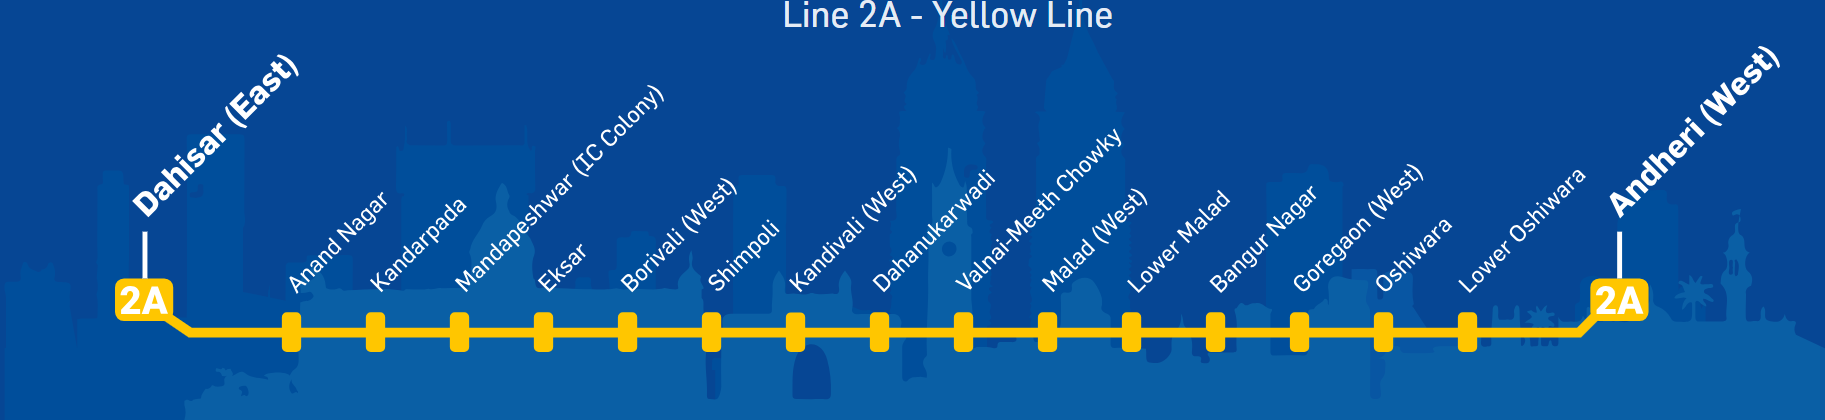 Line 2A - Yellow Line
Dahisar (East)
2A
Anand Nagar
Kandarpada
Mandapeshwar (IC Colony)
Eksar
Borivali (West)
Shimpoli
Kandivali (West)
Dahanukarwadi
Valnai-Meeth Chowky
Malad (West)
Lower Malad
Bangur Nagar
Goregaon (West)
Oshiwara
Lower Oshiwara
Andheri (West)
2A